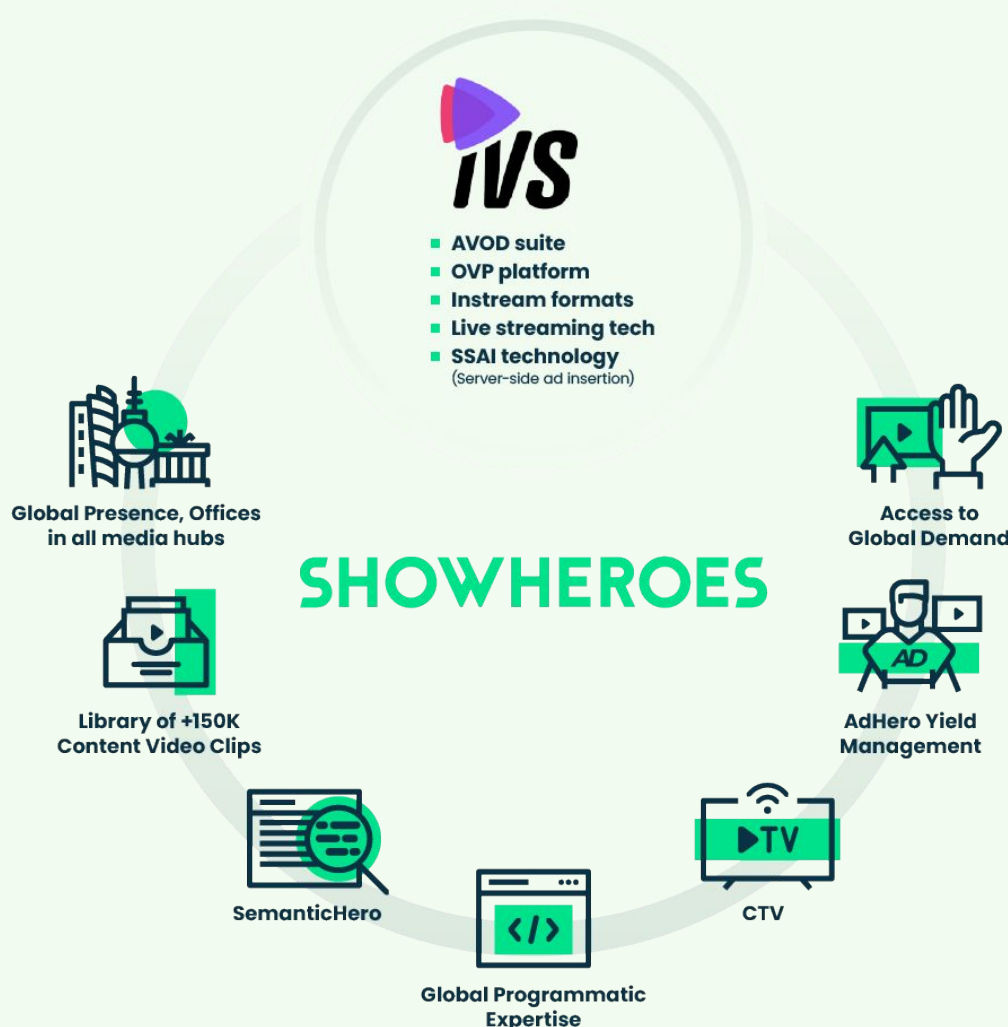 iVS
AVOD suite
OVP platform
Instream formats
Live streaming tech
SSAI technology
(Server-side ad insertion)
Global Presence, Offices
in all media hubs
Access to
Global Demand
SHOWHEROES
AD
Library of +150K
Content Video Clips
AdHero Yield
Management
TV
SemanticHero
CTV
</>
Global Programmatic
Expertise